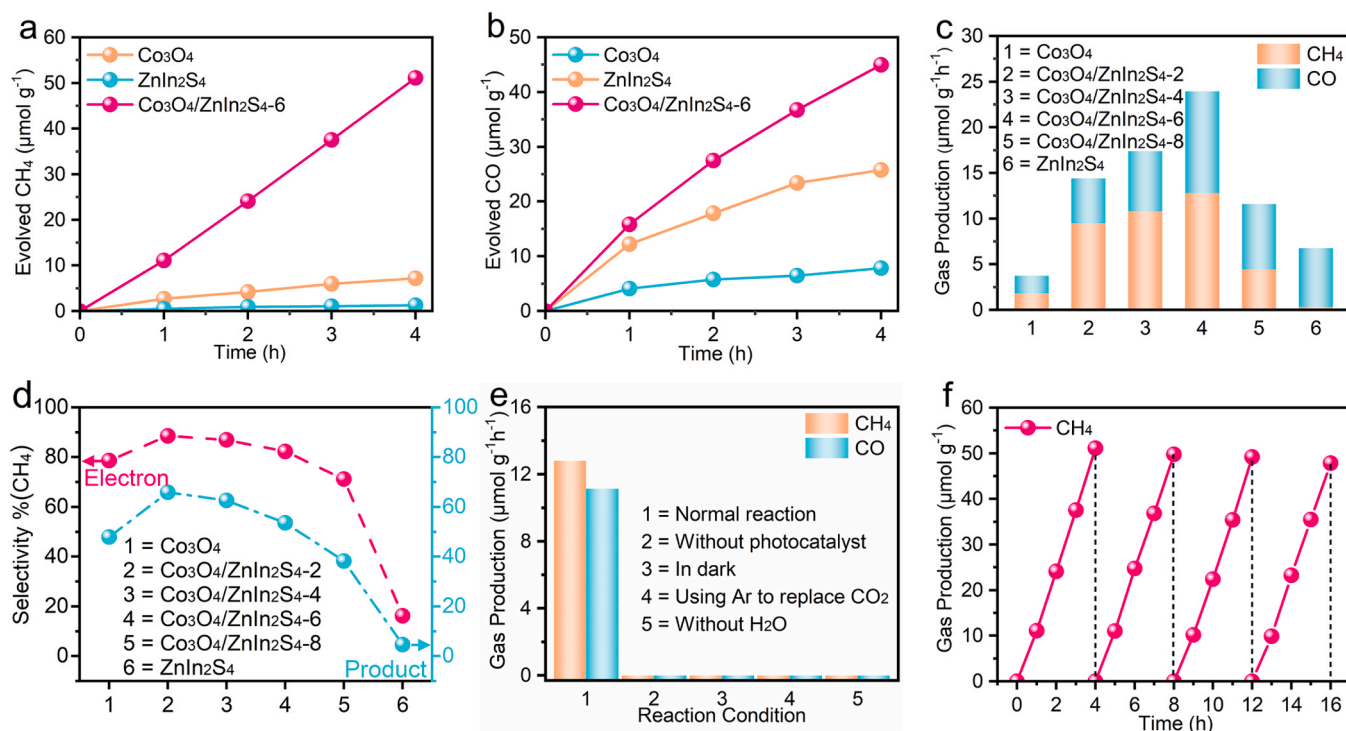 a
Evolved CH₄ (μmol g⁻¹)
60
50
40
30
20
10
0
Co₃O₄
ZnIn₂S₄
Co₃O₄/ZnIn₂S₄-6
0 1 2 3 4
Time (h)
b
Evolved CO (μmol g⁻¹)
50
40
30
20
10
0
Co₃O₄
ZnIn₂S₄
Co₃O₄/ZnIn₂S₄-6
0 1 2 3 4
Time (h)
c
Gas Production (μmol g⁻¹h⁻¹)
30
25
20
15
10
5
0
1 = Co₃O₄
2 = Co₃O₄/ZnIn₂S₄-2
3 = Co₃O₄/ZnIn₂S₄-4
4 = Co₃O₄/ZnIn₂S₄-6
5 = Co₃O₄/ZnIn₂S₄-8
6 = ZnIn₂S₄
CH₄
CO
1 2 3 4 5 6
d
Selectivity %(CH₄)
100
80
60
40
20
0
Electron
1 = Co₃O₄
2 = Co₃O₄/ZnIn₂S₄-2
3 = Co₃O₄/ZnIn₂S₄-4
4 = Co₃O₄/ZnIn₂S₄-6
5 = Co₃O₄/ZnIn₂S₄-8
6 = ZnIn₂S₄
Product
100
80
60
40
20
0
1 2 3 4 5 6
e
Gas Production (μmol g⁻¹h⁻¹)
16
12
8
4
0
CH₄
CO
1 = Normal reaction
2 = Without photocatalyst
3 = In dark
4 = Using Ar to replace CO₂
5 = Without H₂O
1 2 3 4 5
Reaction Condition
f
Gas Production (μmol g⁻¹h⁻¹)
60
50
40
30
20
10
0
CH₄
0 2 4 6 8 10 12 14 16
Time (h)